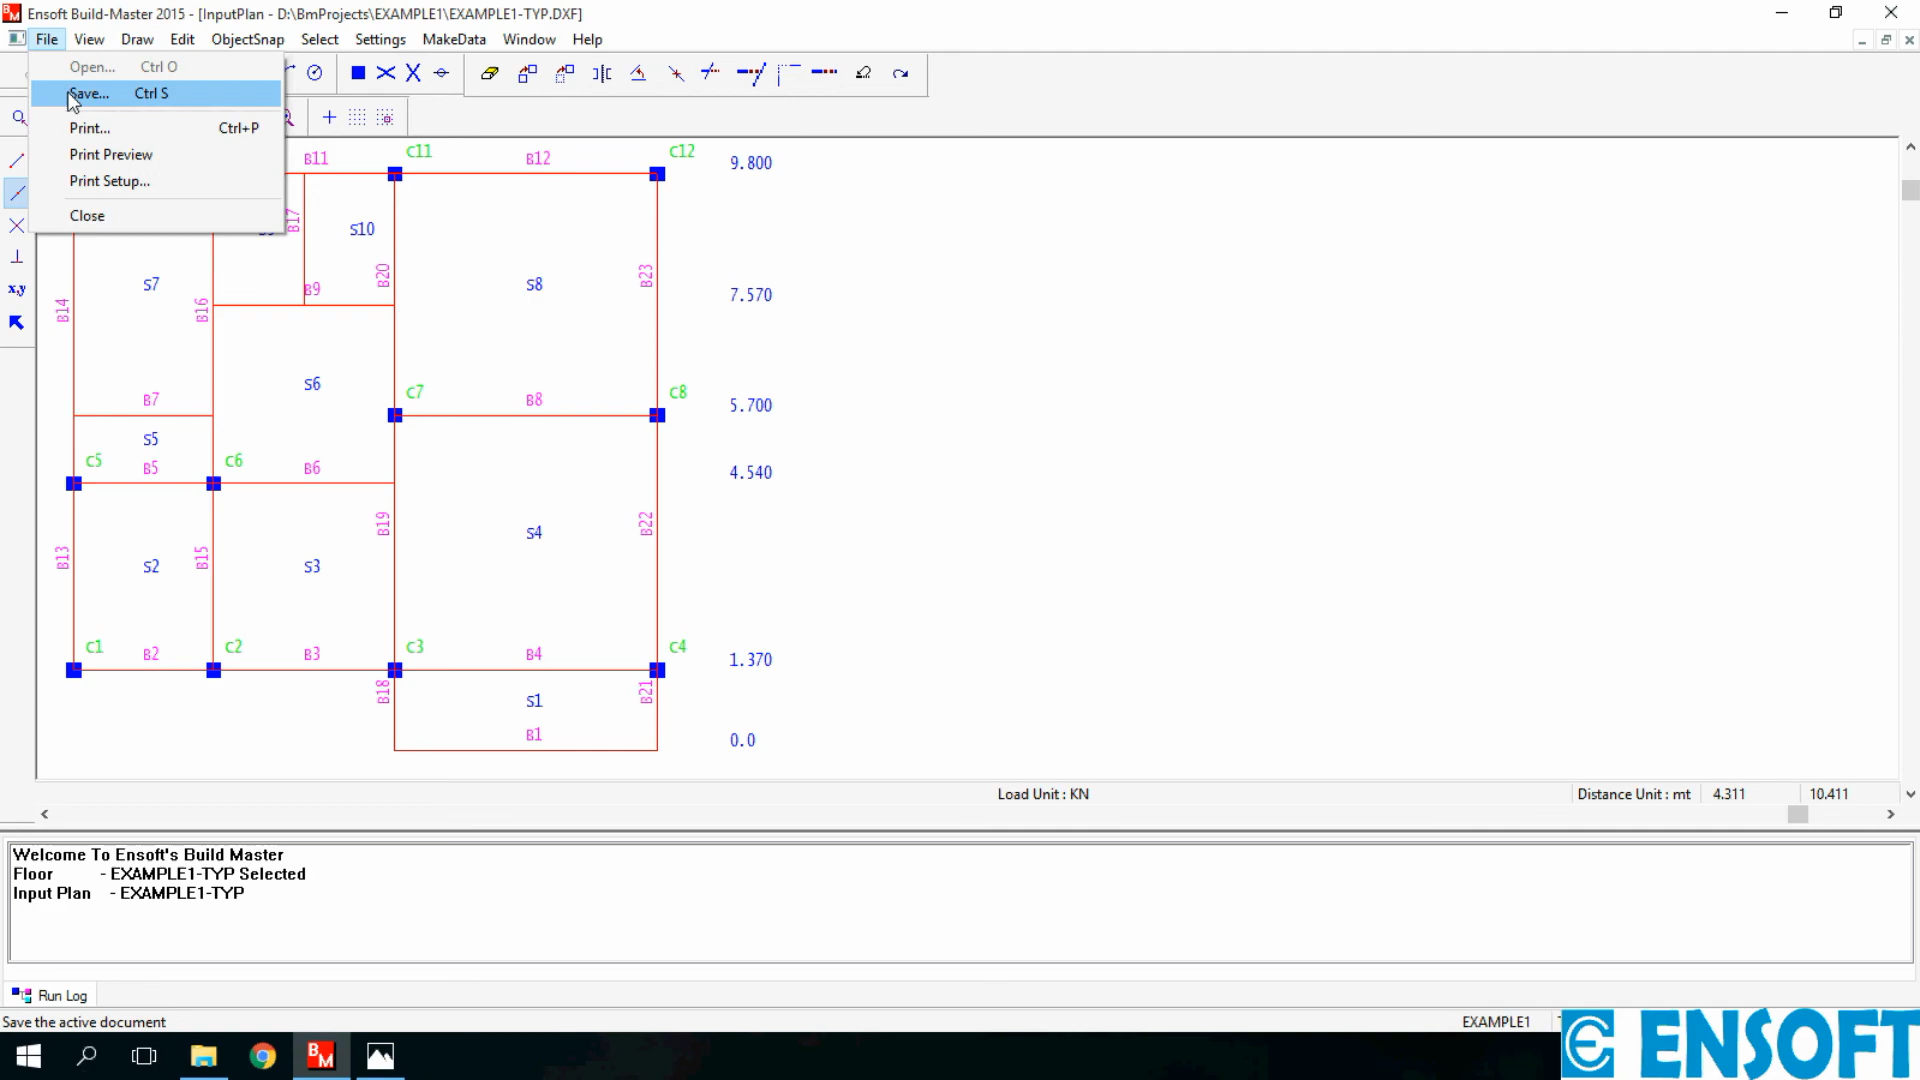 Ensoft Build-Master 2015 - [InputPlan - D:\BmProjects\EXAMPLE1\EXAMPLE1-TYP.DXF]
File View Draw Edit ObjectSnap Select Settings MakeData Window Help
Open... Ctrl O
Save... Ctrl S
Print... Ctrl+P
Print Preview
Print Setup...
Close
x,y
B11 C11 B12 C12 9.800
B17 S10
B14 S7 B16 B9 B20 S8 B23 7.570
S6
B7 C7 B8 C8 5.700
S5
C5 B5 C6 B6 4.540
B13 S2 B15 S3 B19 S4 B22
C1 B2 C2 B3 C3 B4 C4 1.370
B18 S1 B21
B1 0.0
Load Unit : KN Distance Unit : mt 4.311 10.411
Welcome To Ensoft's Build Master
Floor - EXAMPLE1-TYP Selected
Input Plan - EXAMPLE1-TYP
Run Log
Save the active document EXAMPLE1
BM
ENSOFT